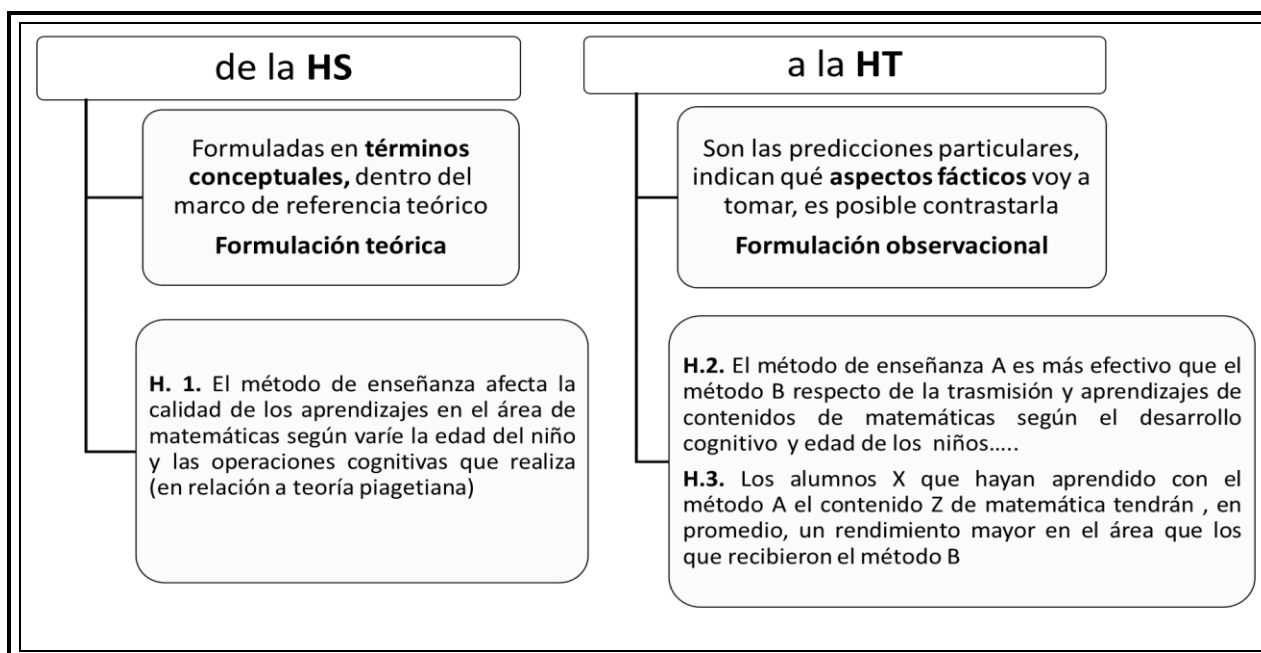 de la HS
Formuladas en términos
conceptuales, dentro del
marco de referencia teórico
Formulación teórica
H. 1. El método de enseñanza afecta la
calidad de los aprendizajes en el área de
matemáticas según varíe la edad del niño
y las operaciones cognitivas que realiza
(en relación a teoría piagetiana)
a la HT
Son las predicciones particulares,
indican qué aspectos fácticos voy a
tomar, es posible contrastarla
Formulación observacional
H.2. El método de enseñanza A es más efectivo que el
método B respecto de la trasmisión y aprendizajes de
contenidos de matemáticas según el desarrollo
cognitivo y edad de los niños.....
H.3. Los alumnos X que hayan aprendido con el
método A el contenido Z de matemática tendrán , en
promedio, un rendimiento mayor en el área que los
que recibieron el método B